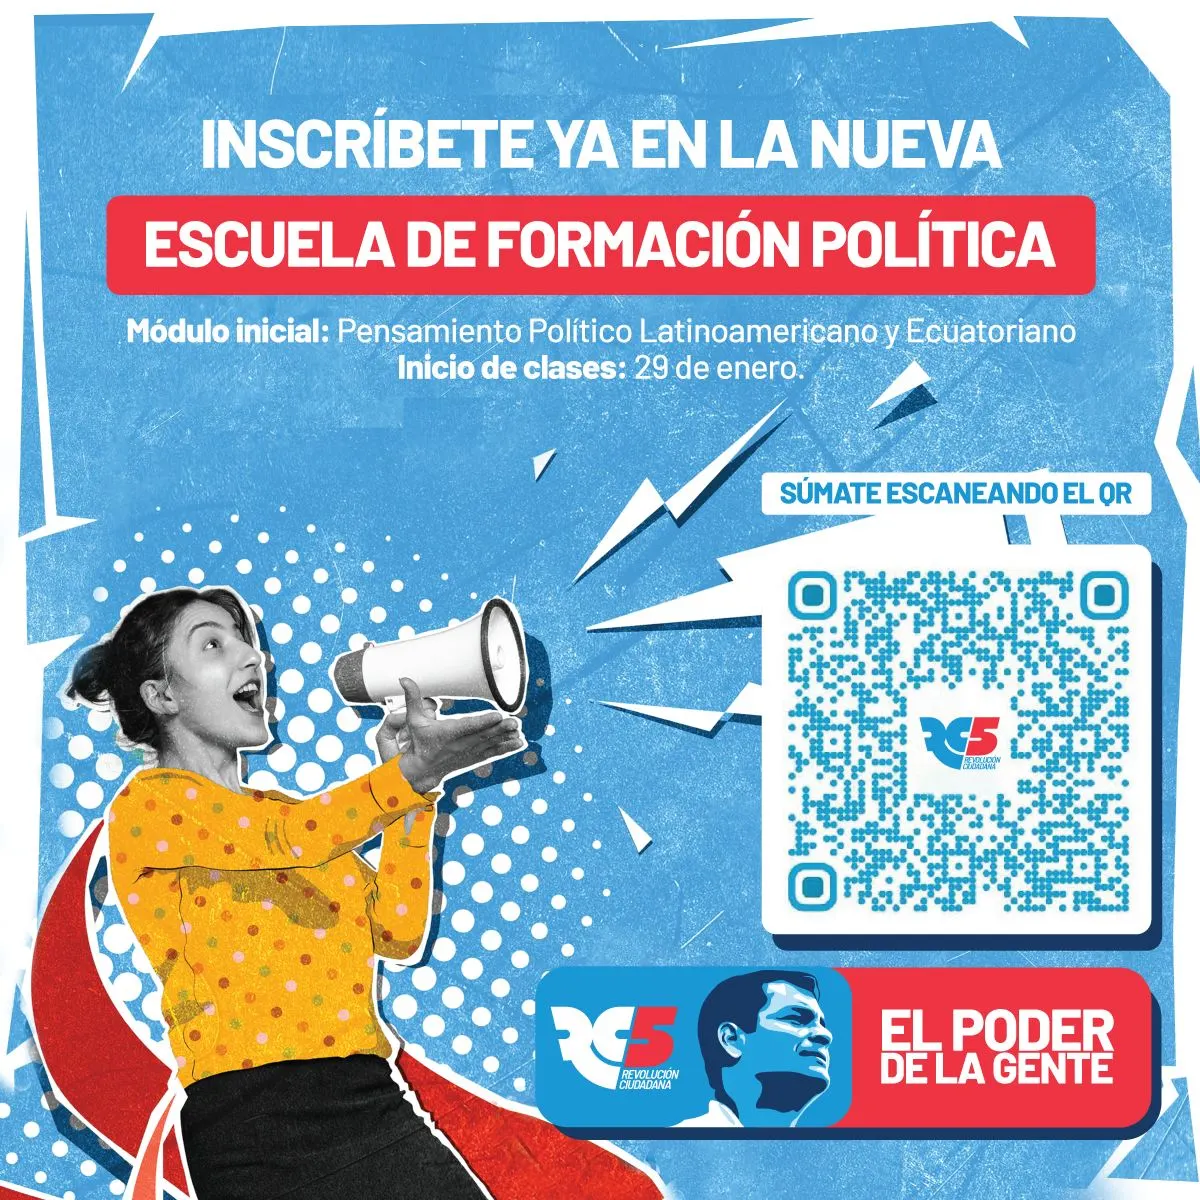 INSCRÍBETE YA EN LA NUEVA
ESCUELA DE FORMACIÓN POLÍTICA
Módulo inicial: Pensamiento Político Latinoamericano y Ecuatoriano
Inicio de clases: 29 de enero.
SÚMATE ESCANEANDO EL QR
RC5
REVOLUCIÓN
CIUDADANA
RC5
REVOLUCIÓN
CIUDADANA
EL PODER
DE LA GENTE